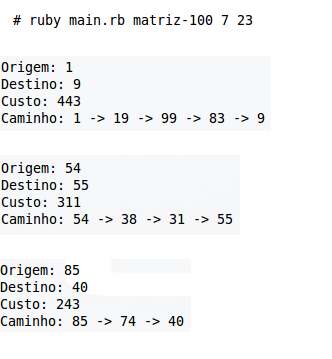 # ruby main.rb matriz-100 7 23
Origem: 1
Destino: 9
Custo: 443
Caminho: 1 -> 19 -> 99 -> 83 -> 9
Origem: 54
Destino: 55
Custo: 311
Caminho: 54 -> 38 -> 31 -> 55
Origem: 85
Destino: 40
Custo: 243
Caminho: 85 -> 74 -> 40